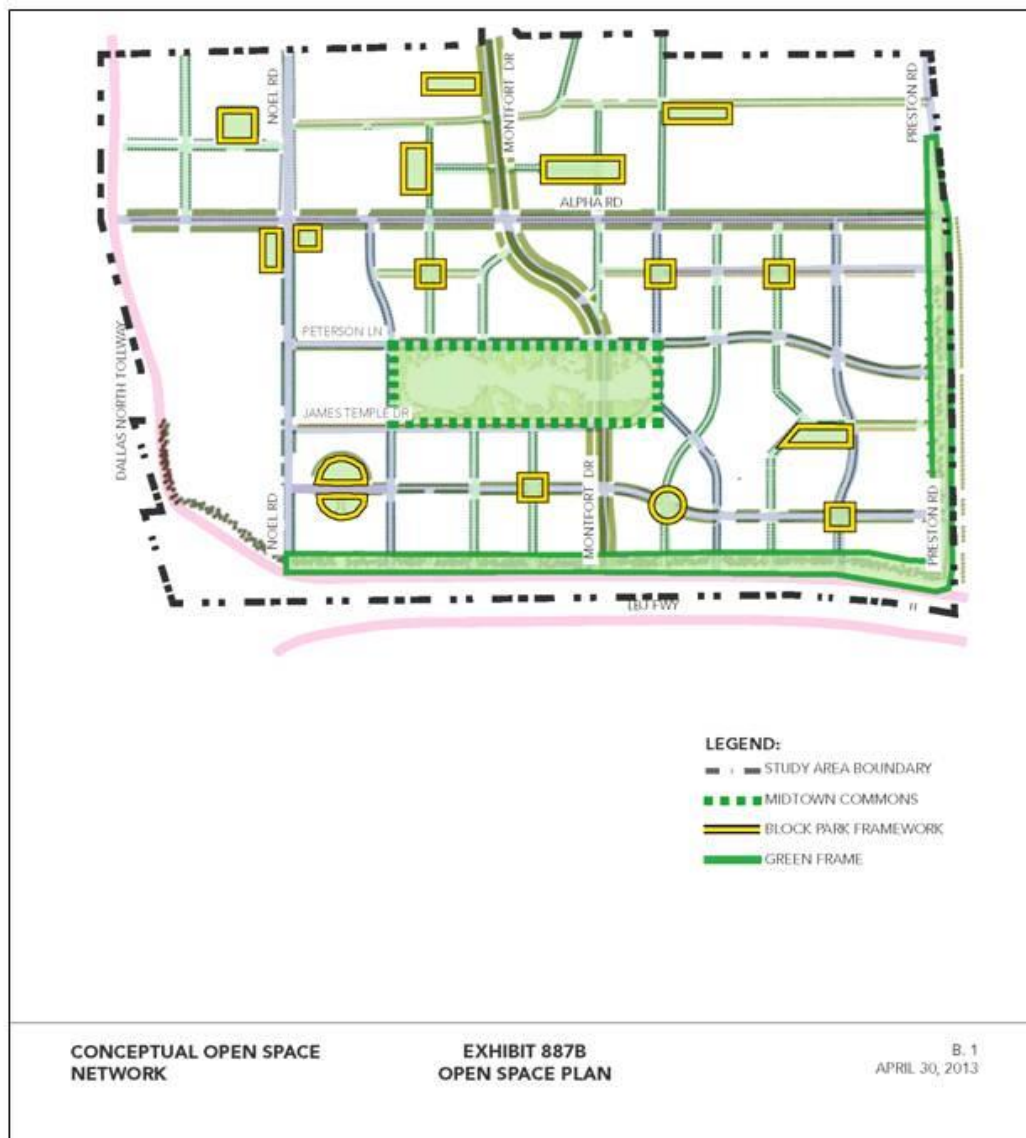 NOEL RD
MONTFORT DR
PRESTON RD
ALPHA RD
PETERSON LN
DALLAS NORTH TOLLWAY
JAMES TEMPLE DR
NOEL RD
MONTFORT DR
PRESTON RD
LBJ FWY
LEGEND:
STUDY AREA BOUNDARY
MIDTOWN COMMONS
BLOCK PARK FRAMEWORK
GREEN FRAME
CONCEPTUAL OPEN SPACE
NETWORK
EXHIBIT 887B
OPEN SPACE PLAN
B. 1
APRIL 30, 2013